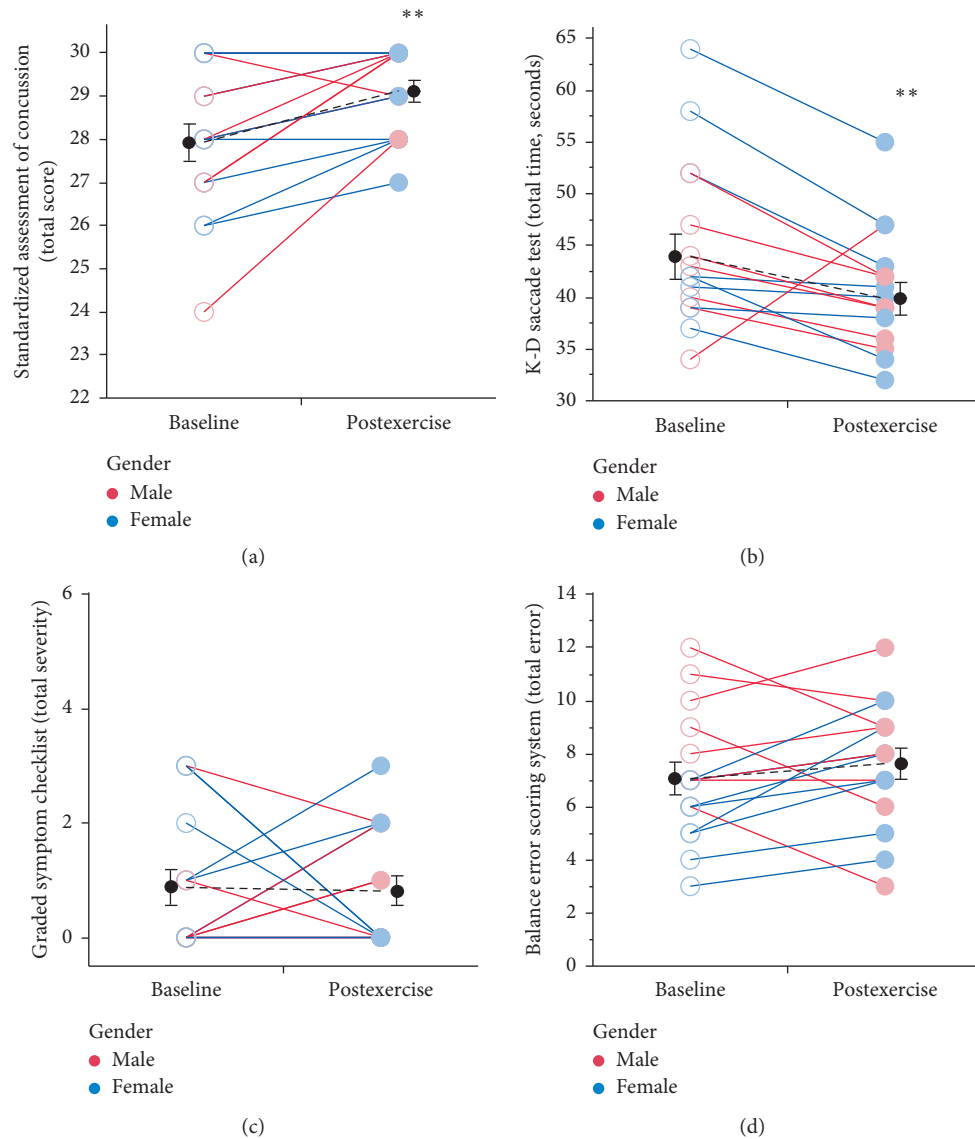 Standardized assessment of concussion
(total score)
**
30
29
28
27
26
25
24
23
22
Baseline
Postexercise
Gender
Male
Female
(a)
K-D saccade test (total time, seconds)
**
65
60
55
50
45
40
35
30
Baseline
Postexercise
Gender
Male
Female
(b)
Graded symptom checklist (total severity)
6
4
2
0
Baseline
Postexercise
Gender
Male
Female
(c)
Balance error scoring system (total error)
14
12
10
8
6
4
2
0
Baseline
Postexercise
Gender
Male
Female
(d)